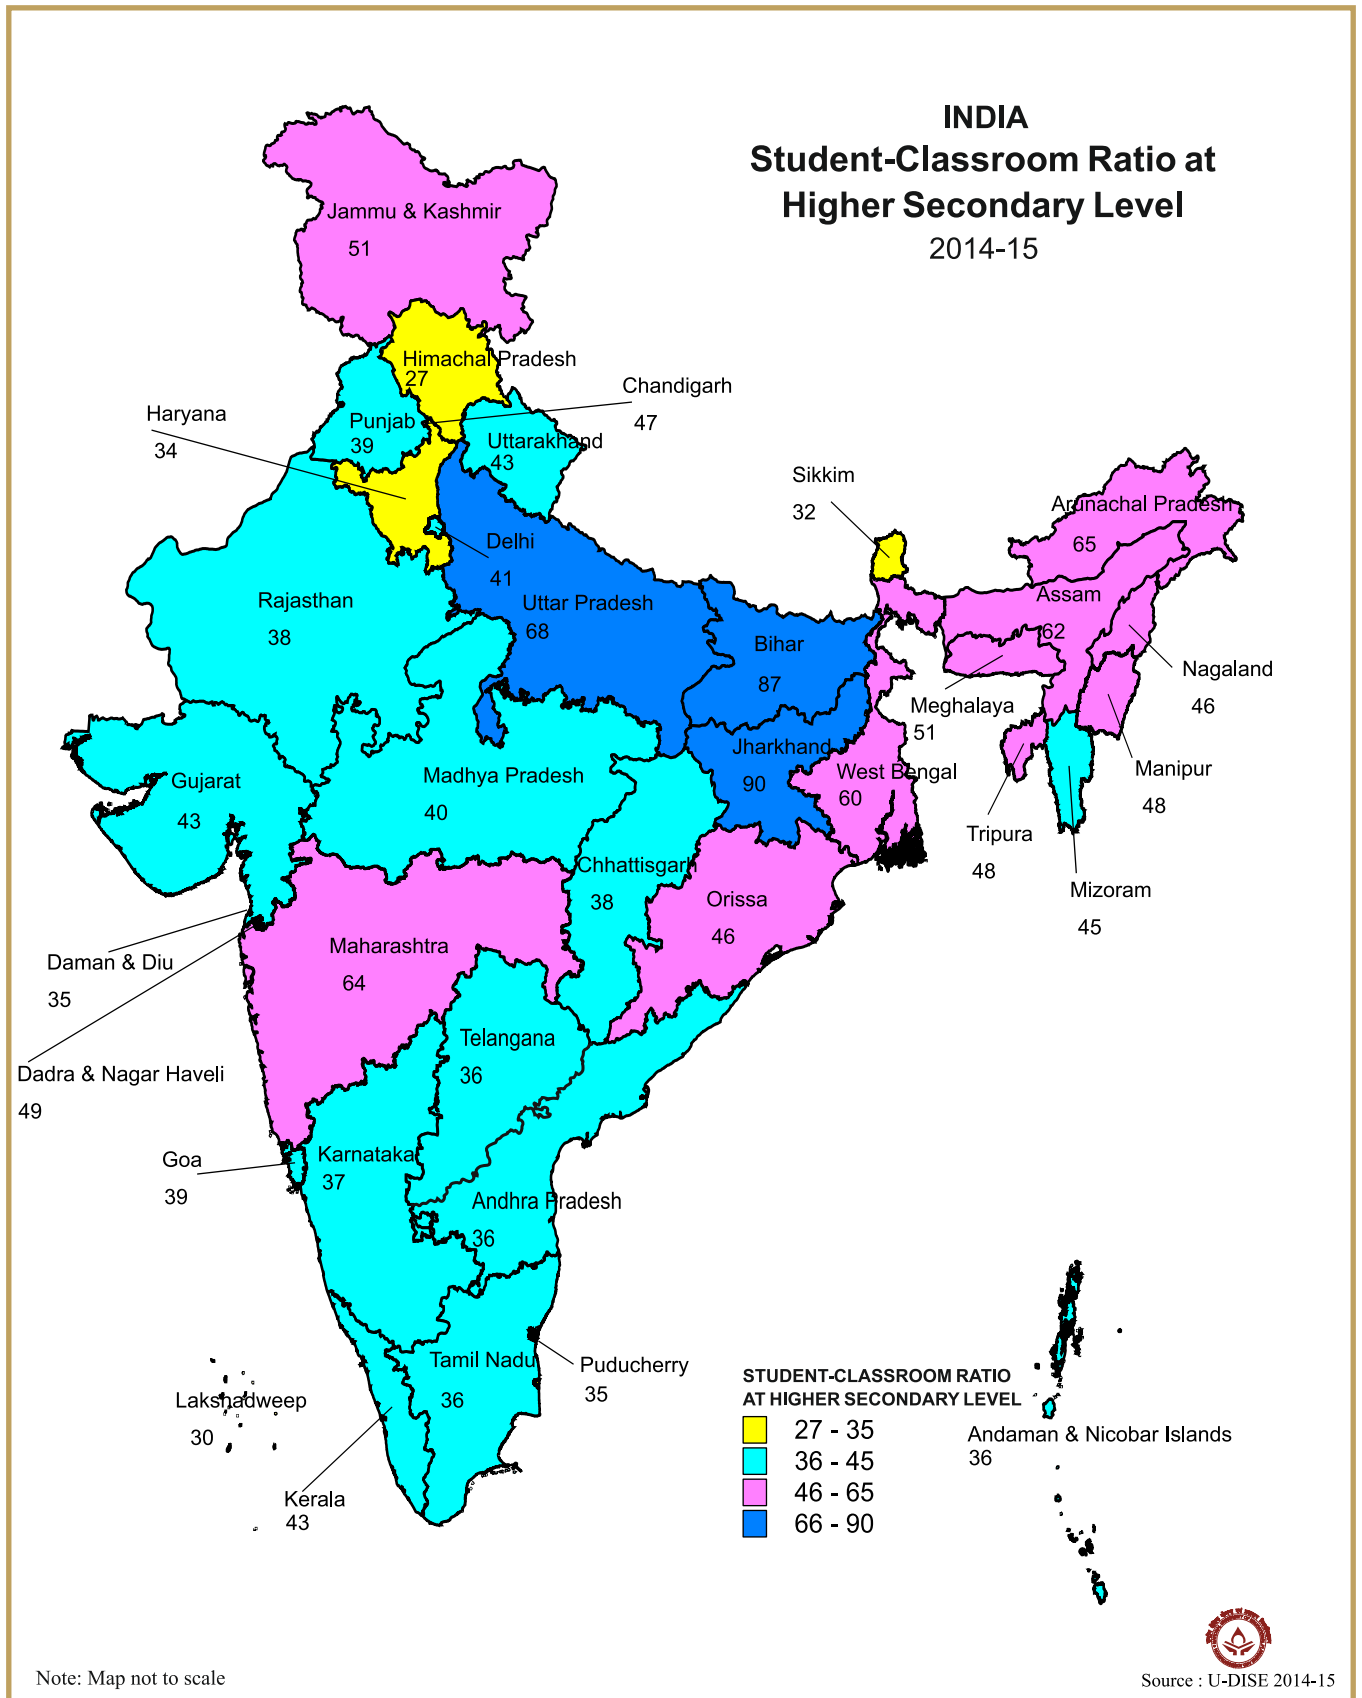 INDIA
Student-Classroom Ratio at
Higher Secondary Level
2014-15
Jammu & Kashmir
51
Himachal Pradesh
27
Chandigarh
47
Haryana
34
Punjab
39
Uttarakhand
43
Sikkim
32
Arunachal Pradesh
65
Delhi
41
Rajasthan
38
Uttar Pradesh
68
Bihar
87
Assam
62
Nagaland
46
Meghalaya
51
Jharkhand
90
West Bengal
60
Manipur
48
Tripura
48
Mizoram
45
Gujarat
43
Madhya Pradesh
40
Chhattisgarh
38
Orissa
46
Maharashtra
64
Daman & Diu
35
Dadra & Nagar Haveli
49
Telangana
36
Goa
39
Karnataka
37
Andhra Pradesh
36
Tamil Nadu
36
Puducherry
35
Lakshadweep
30
Kerala
43
STUDENT-CLASSROOM RATIO
AT HIGHER SECONDARY LEVEL
27 - 35
36 - 45
46 - 65
66 - 90
Andaman & Nicobar Islands
36
Note: Map not to scale
Source : U-DISE 2014-15